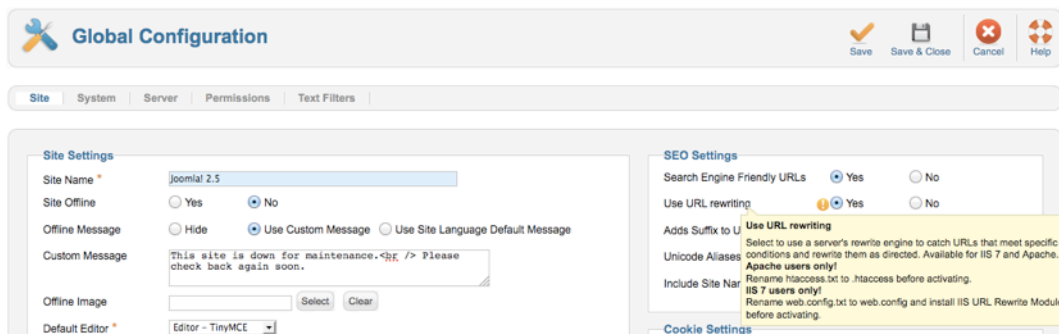 Global Configuration
Save
Save & Close
Cancel
Help
Site
System
Server
Permissions
Text Filters
Site Settings
Site Name *
Joomla! 2.5
Site Offline
Yes
No
Offline Message
Hide
Use Custom Message
Use Site Language Default Message
Custom Message
This site is down for maintenance.<br /> Please
check back again soon.
Offline Image
Select
Clear
Default Editor *
Editor - TinyMCE
SEO Settings
Search Engine Friendly URLs
Yes
No
Use URL rewriting
Yes
No
Adds Suffix to U
Unicode Aliases
Include Site Nar
Use URL rewriting
Select to use a server's rewrite engine to catch URLs that meet specific
conditions and rewrite them as directed. Available for IIS 7 and Apache.
Apache users only!
Rename htaccess.txt to .htaccess before activating.
IIS 7 users only!
Rename web.config.txt to web.config and install IIS URL Rewrite Module
before activating.
Cookie Settings